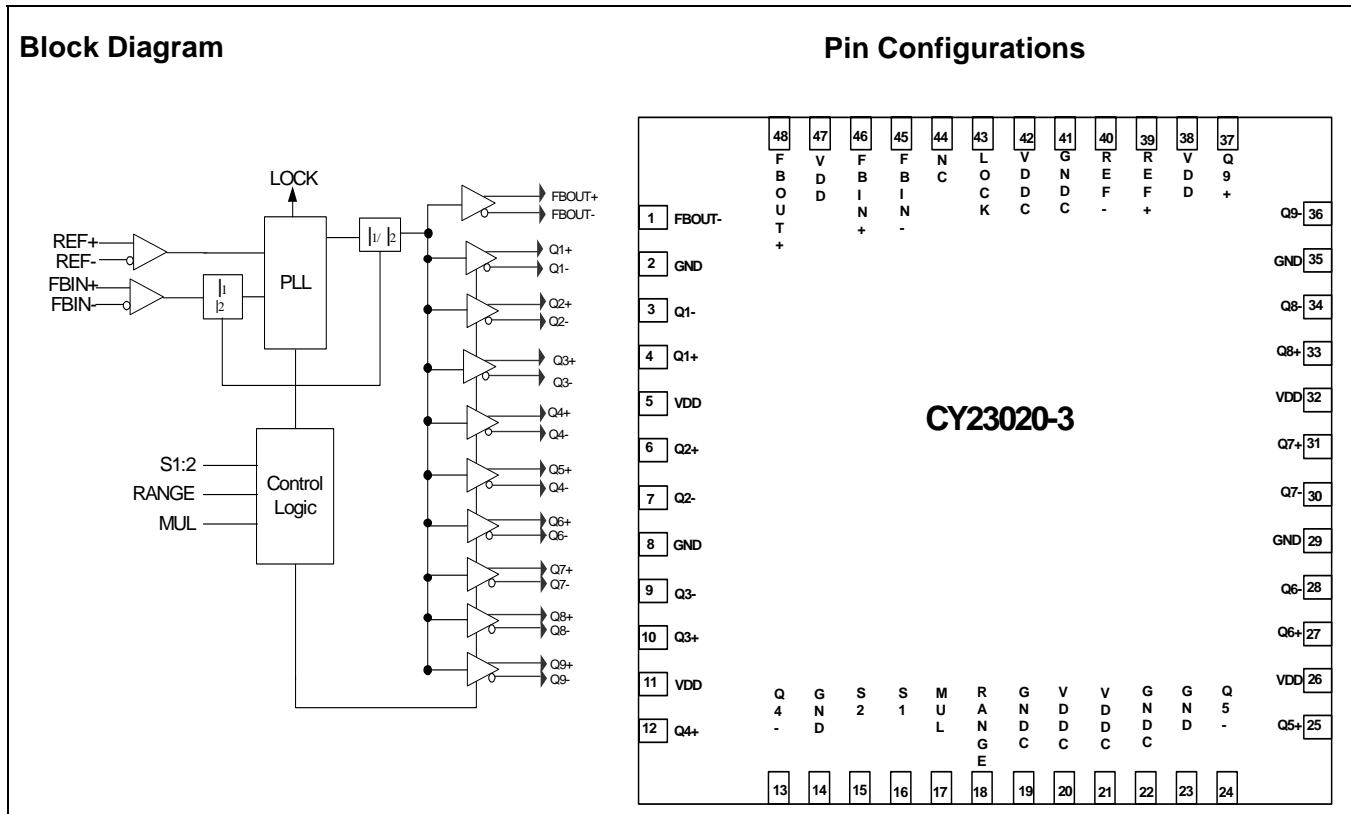 Block Diagram
Pin Configurations
LOCK
REF+
REF-
FBIN+
FBIN-
|1
|2
PLL
|1/ |2
S1:2
RANGE
MUL
Control
Logic
FBOUT+
FBOUT-
Q1+
Q1-
Q2+
Q2-
Q3+
Q3-
Q4+
Q4-
Q5+
Q4-
Q6+
Q6-
Q7+
Q7-
Q8+
Q8-
Q9+
Q9-
48 FBOUT+
47 VDD
46 FBIN+
45 FBIN-
44 NC
43 LOCK
42 VDDC
41 GNDC
40 REF-
39 REF+
38 VDD
37 Q9+
1 FBOUT-
2 GND
3 Q1-
4 Q1+
5 VDD
6 Q2+
7 Q2-
8 GND
9 Q3-
10 Q3+
11 VDD
12 Q4+
CY23020-3
Q9- 36
GND 35
Q8- 34
Q8+ 33
VDD 32
Q7+ 31
Q7- 30
GND 29
Q6- 28
Q6+ 27
VDD 26
Q5+ 25
Q4- 13
GND 14
S2 15
S1 16
MUL 17
RANGE 18
GNDC 19
VDDC 20
VDDC 21
GNDC 22
GND 23
Q5- 24